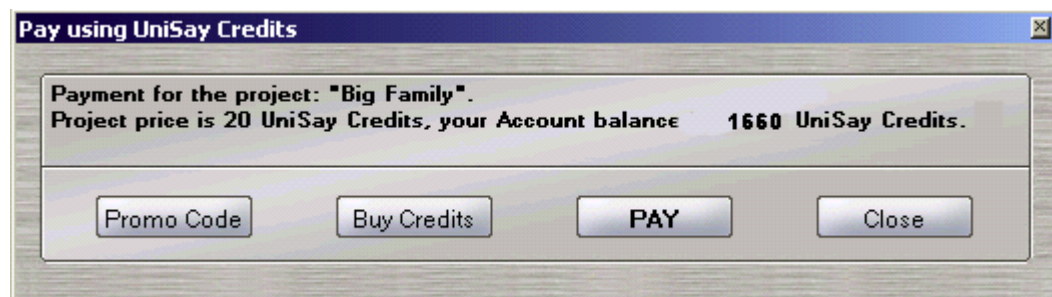 Pay using UniSay Credits
Payment for the project: "Big Family".
Project price is 20 UniSay Credits, your Account balance 1660 UniSay Credits.
Promo Code Buy Credits PAY Close